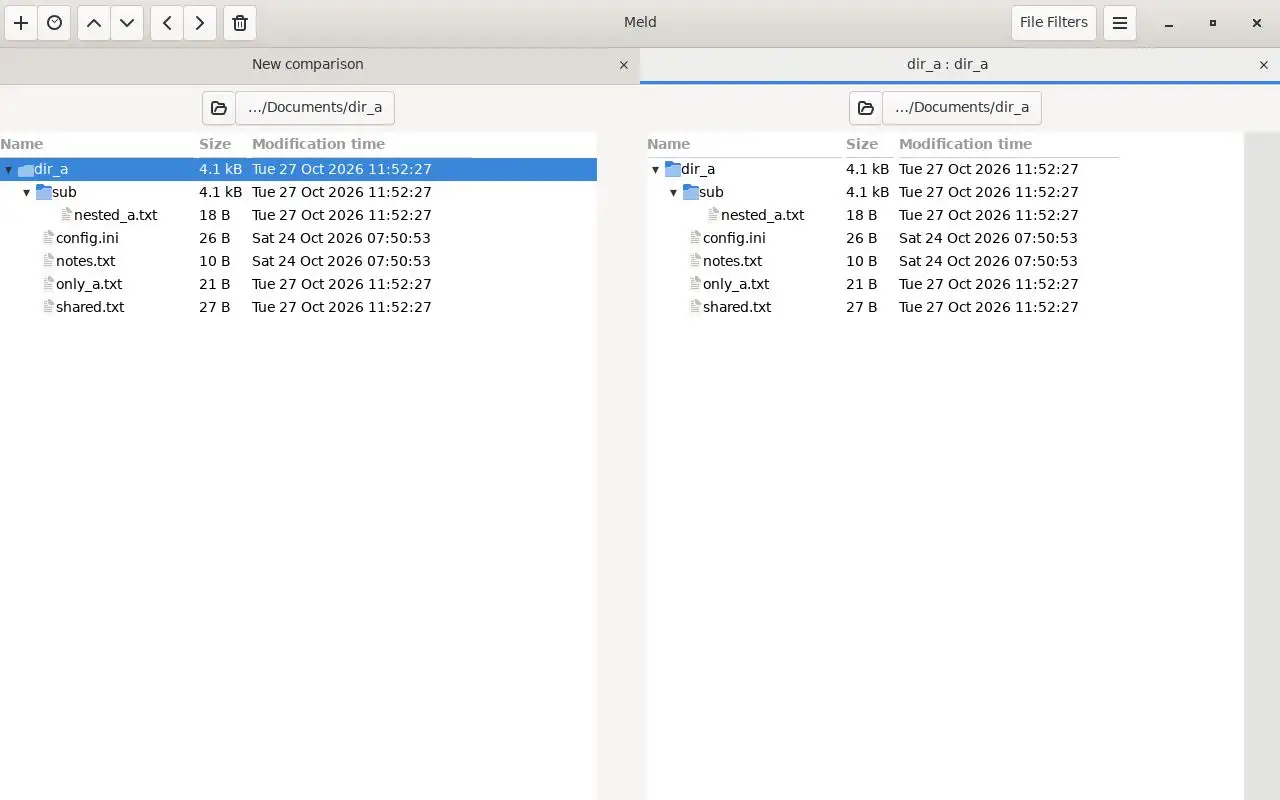 Meld
File Filters
New comparison
dir_a : dir_a
.../Documents/dir_a
.../Documents/dir_a
Name Size Modification time
Name Size Modification time
dir_a 4.1 kB Tue 27 Oct 2026 11:52:27
dir_a 4.1 kB Tue 27 Oct 2026 11:52:27
sub 4.1 kB Tue 27 Oct 2026 11:52:27
sub 4.1 kB Tue 27 Oct 2026 11:52:27
nested_a.txt 18 B Tue 27 Oct 2026 11:52:27
nested_a.txt 18 B Tue 27 Oct 2026 11:52:27
config.ini 26 B Sat 24 Oct 2026 07:50:53
config.ini 26 B Sat 24 Oct 2026 07:50:53
notes.txt 10 B Sat 24 Oct 2026 07:50:53
notes.txt 10 B Sat 24 Oct 2026 07:50:53
only_a.txt 21 B Tue 27 Oct 2026 11:52:27
only_a.txt 21 B Tue 27 Oct 2026 11:52:27
shared.txt 27 B Tue 27 Oct 2026 11:52:27
shared.txt 27 B Tue 27 Oct 2026 11:52:27